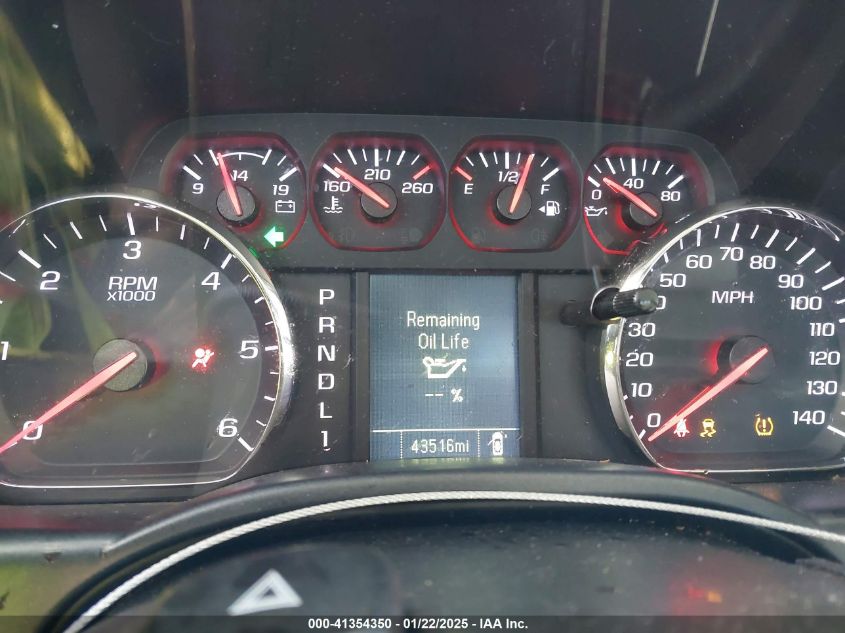 9 14 19
160 210 260
E 1/2 F
0 40 80
1 2 3 4 5 6
0
RPM
X1000
P
R
N
D
L
1
Remaining
Oil Life
-- %
43516mi
0 10 20 30 50 60 70 80 90 100 110 120 130 140
MPH
000-41354350 - 01/22/2025 - IAA Inc.